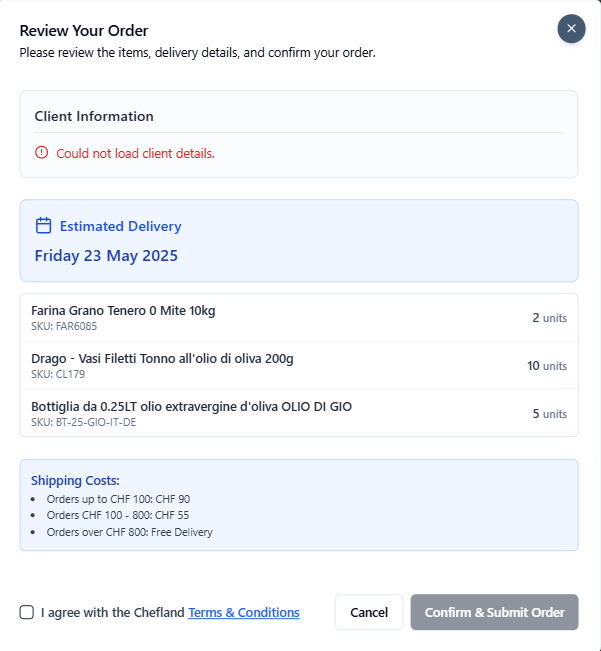 Review Your Order
Please review the items, delivery details, and confirm your order.
Client Information
Could not load client details.
Estimated Delivery
Friday 23 May 2025
Farina Grano Tenero 0 Mite 10kg
2 units
SKU: FAR6085
Drago - Vasi Filetti Tonno all'olio di oliva 200g
10 units
SKU: CL179
Bottiglia da 0.25LT olio extravergine d'oliva OLIO DI GIO
5 units
SKU: BT-25-GIO-IT-DE
Shipping Costs:
• Orders up to CHF 100: CHF 90
• Orders CHF 100 - 800: CHF 55
• Orders over CHF 800: Free Delivery
I agree with the Chefland Terms & Conditions
Cancel
Confirm & Submit Order